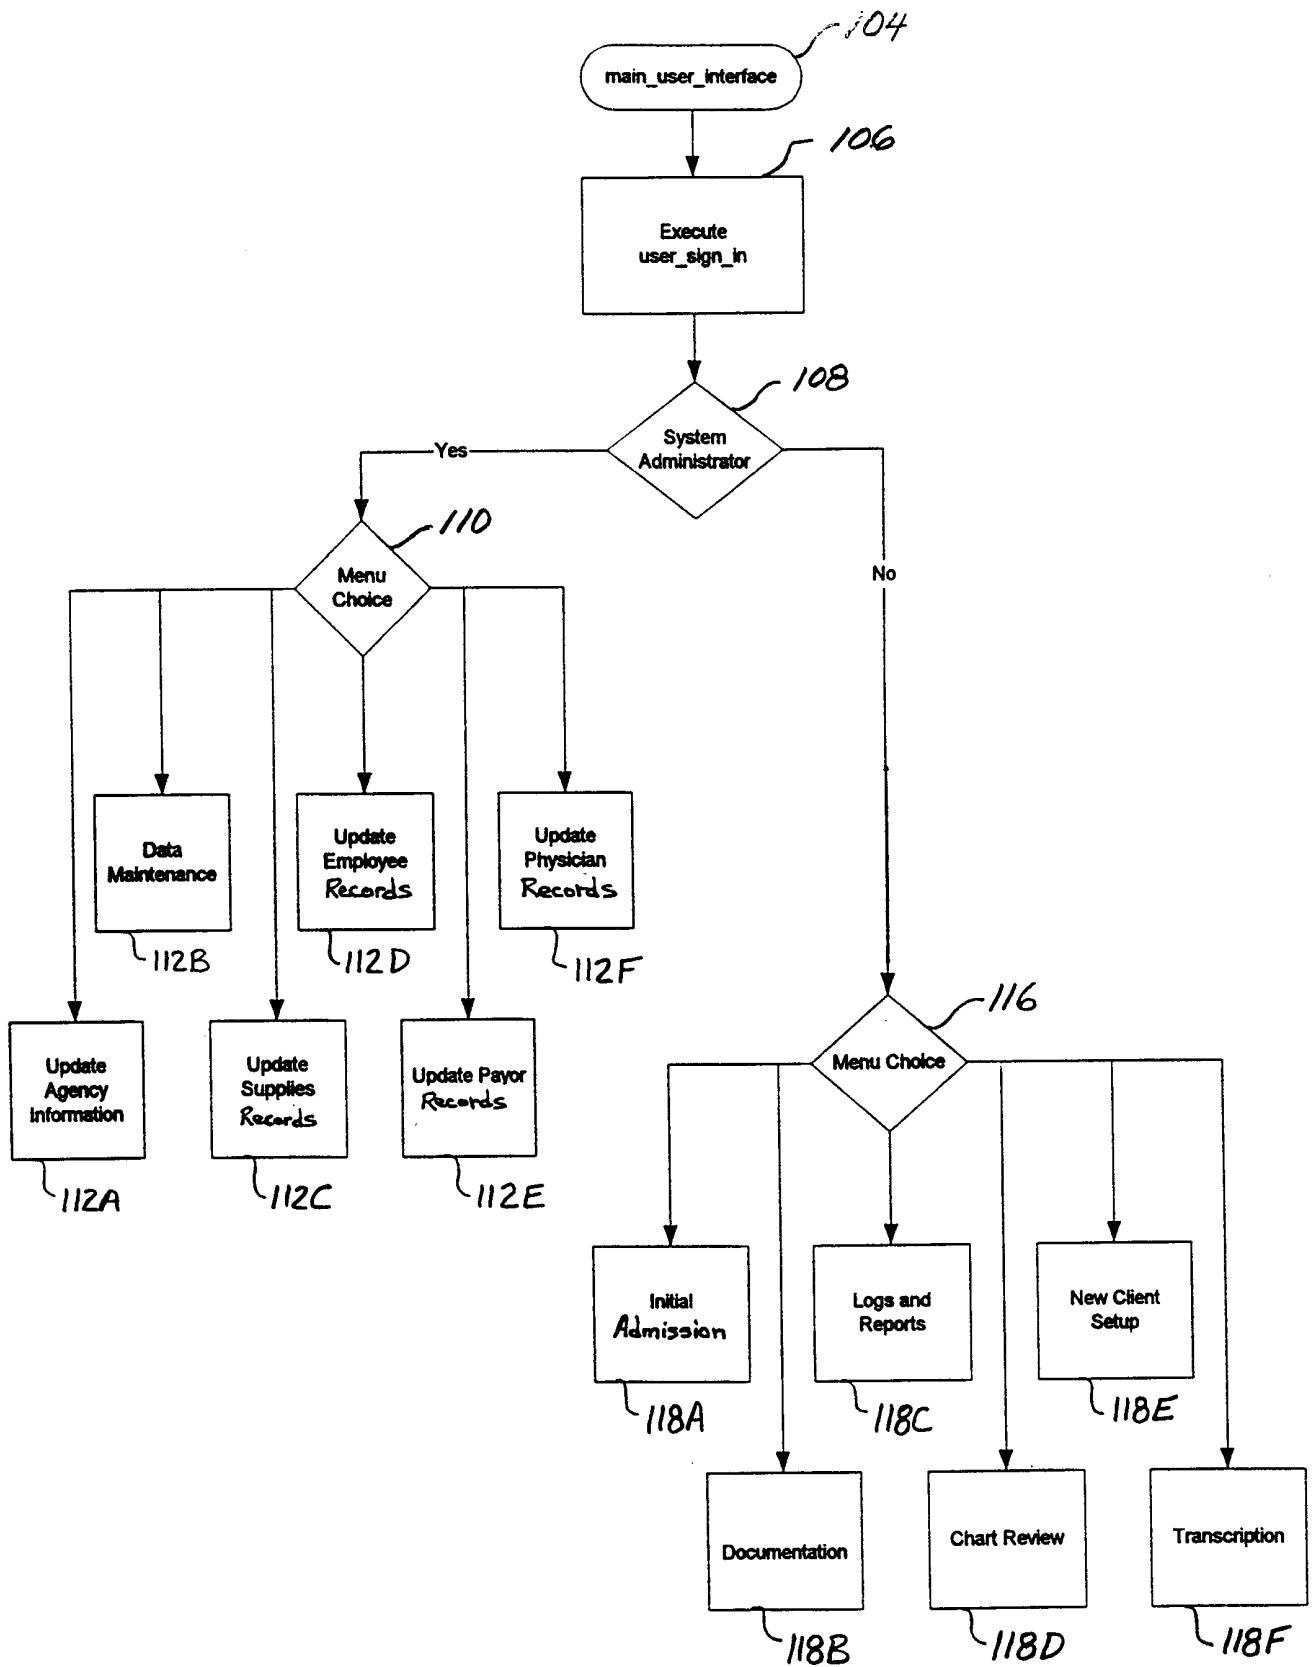 104
main_user_interface
106
Execute
user_sign_in
108
System
Administrator
Yes
No
110
Menu
Choice
Data
Maintenance
112B
Update
Employee
Records
112D
Update
Physician
Records
112F
Update
Agency
Information
112A
Update
Supplies
Records
112C
Update Payor
Records
112E
116
Menu Choice
Initial
Admission
118A
Logs and
Reports
118C
New Client
Setup
118E
Documentation
118B
Chart Review
118D
Transcription
118F